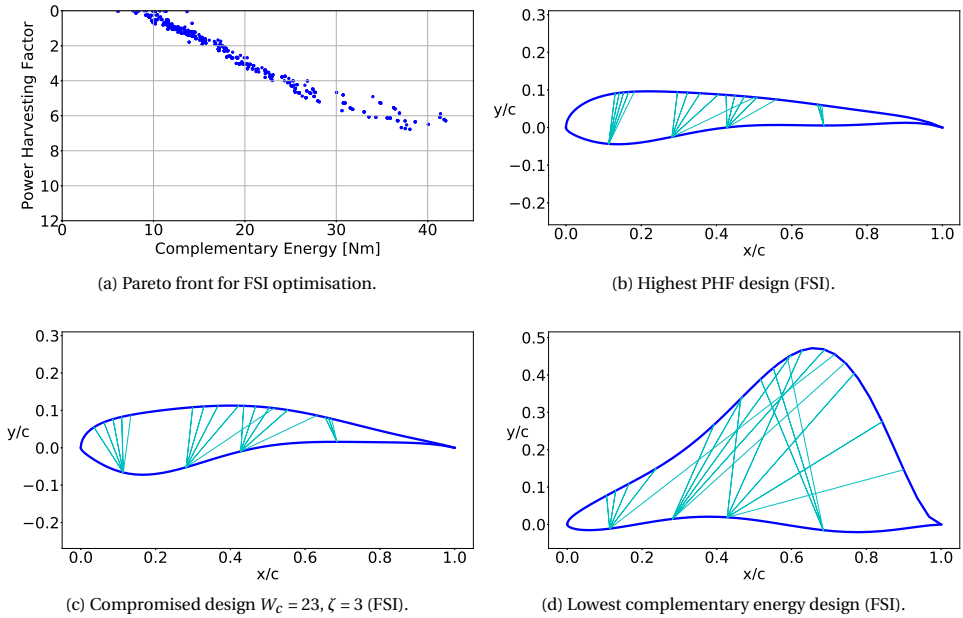 0
2
4
6
8
10
12
Power Harvesting Factor
0 10 20 30 40
Complementary Energy [Nm]
(a) Pareto front for FSI optimisation.
0.3
0.2
0.1
0.0
−0.1
−0.2
y/c
0.0 0.2 0.4 0.6 0.8 1.0
x/c
(b) Highest PHF design (FSI).
0.3
0.2
0.1
0.0
−0.1
−0.2
y/c
0.0 0.2 0.4 0.6 0.8 1.0
x/c
(c) Compromised design W_c = 23, ζ = 3 (FSI).
0.5
0.4
0.3
0.2
0.1
0.0
y/c
0.0 0.2 0.4 0.6 0.8 1.0
x/c
(d) Lowest complementary energy design (FSI).